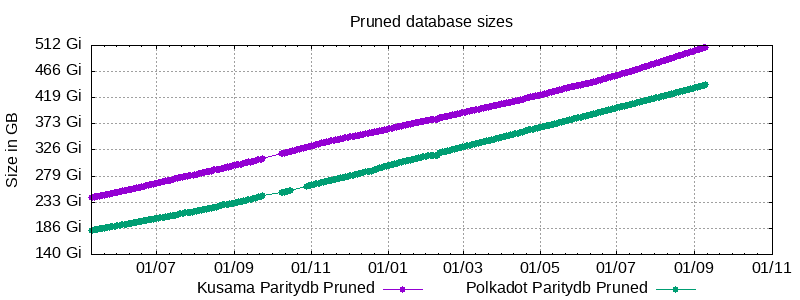 Pruned database sizes
Size in GB
512 Gi
466 Gi
419 Gi
373 Gi
326 Gi
279 Gi
233 Gi
186 Gi
140 Gi
01/07 01/09 01/11 01/01 01/03 01/05 01/07 01/09 01/11
Kusama Paritydb Pruned Polkadot Paritydb Pruned